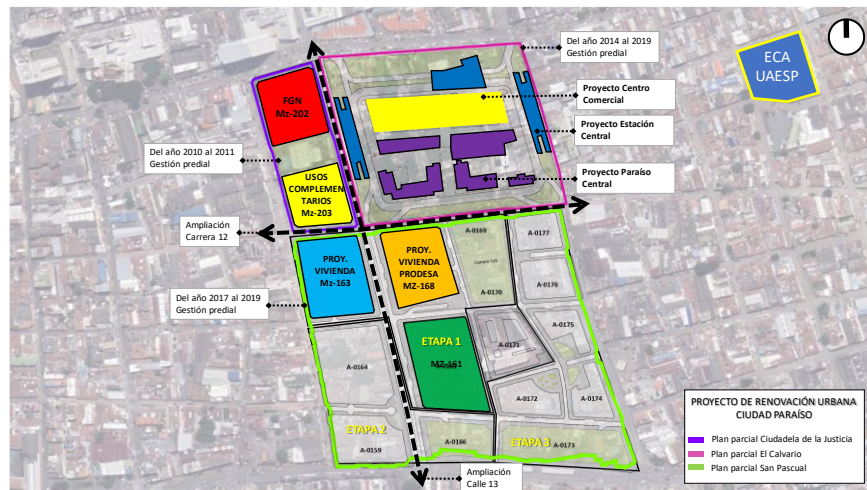 Del año 2014 al 2019
Gestión predial
ECA
UAESP
FGN
Mz-202
Proyecto Centro
Comercial
Proyecto Estación
Central
Del año 2010 al 2011
Gestión predial
Proyecto Paraíso
Central
USOS
COMPLEMEN
TARIOS
Mz-203
Ampliación
Carrera 12
PROY.
VIVIENDA
Mz-163
PROY.
VIVIENDA
PRODESA
MZ-168
A-0169
A-0177
A-0170
A-0176
Del año 2017 al 2019
Gestión predial
ETAPA 1
MZ-161
A-0175
A-0171
A-0164
A-0172
A-0174
ETAPA 2
A-0159
A-0166
ETAPA 3
A-0173
Ampliación
Calle 13
PROYECTO DE RENOVACIÓN URBANA
CIUDAD PARAÍSO
Plan parcial Ciudadela de la Justicia
Plan parcial El Calvario
Plan parcial San Pascual